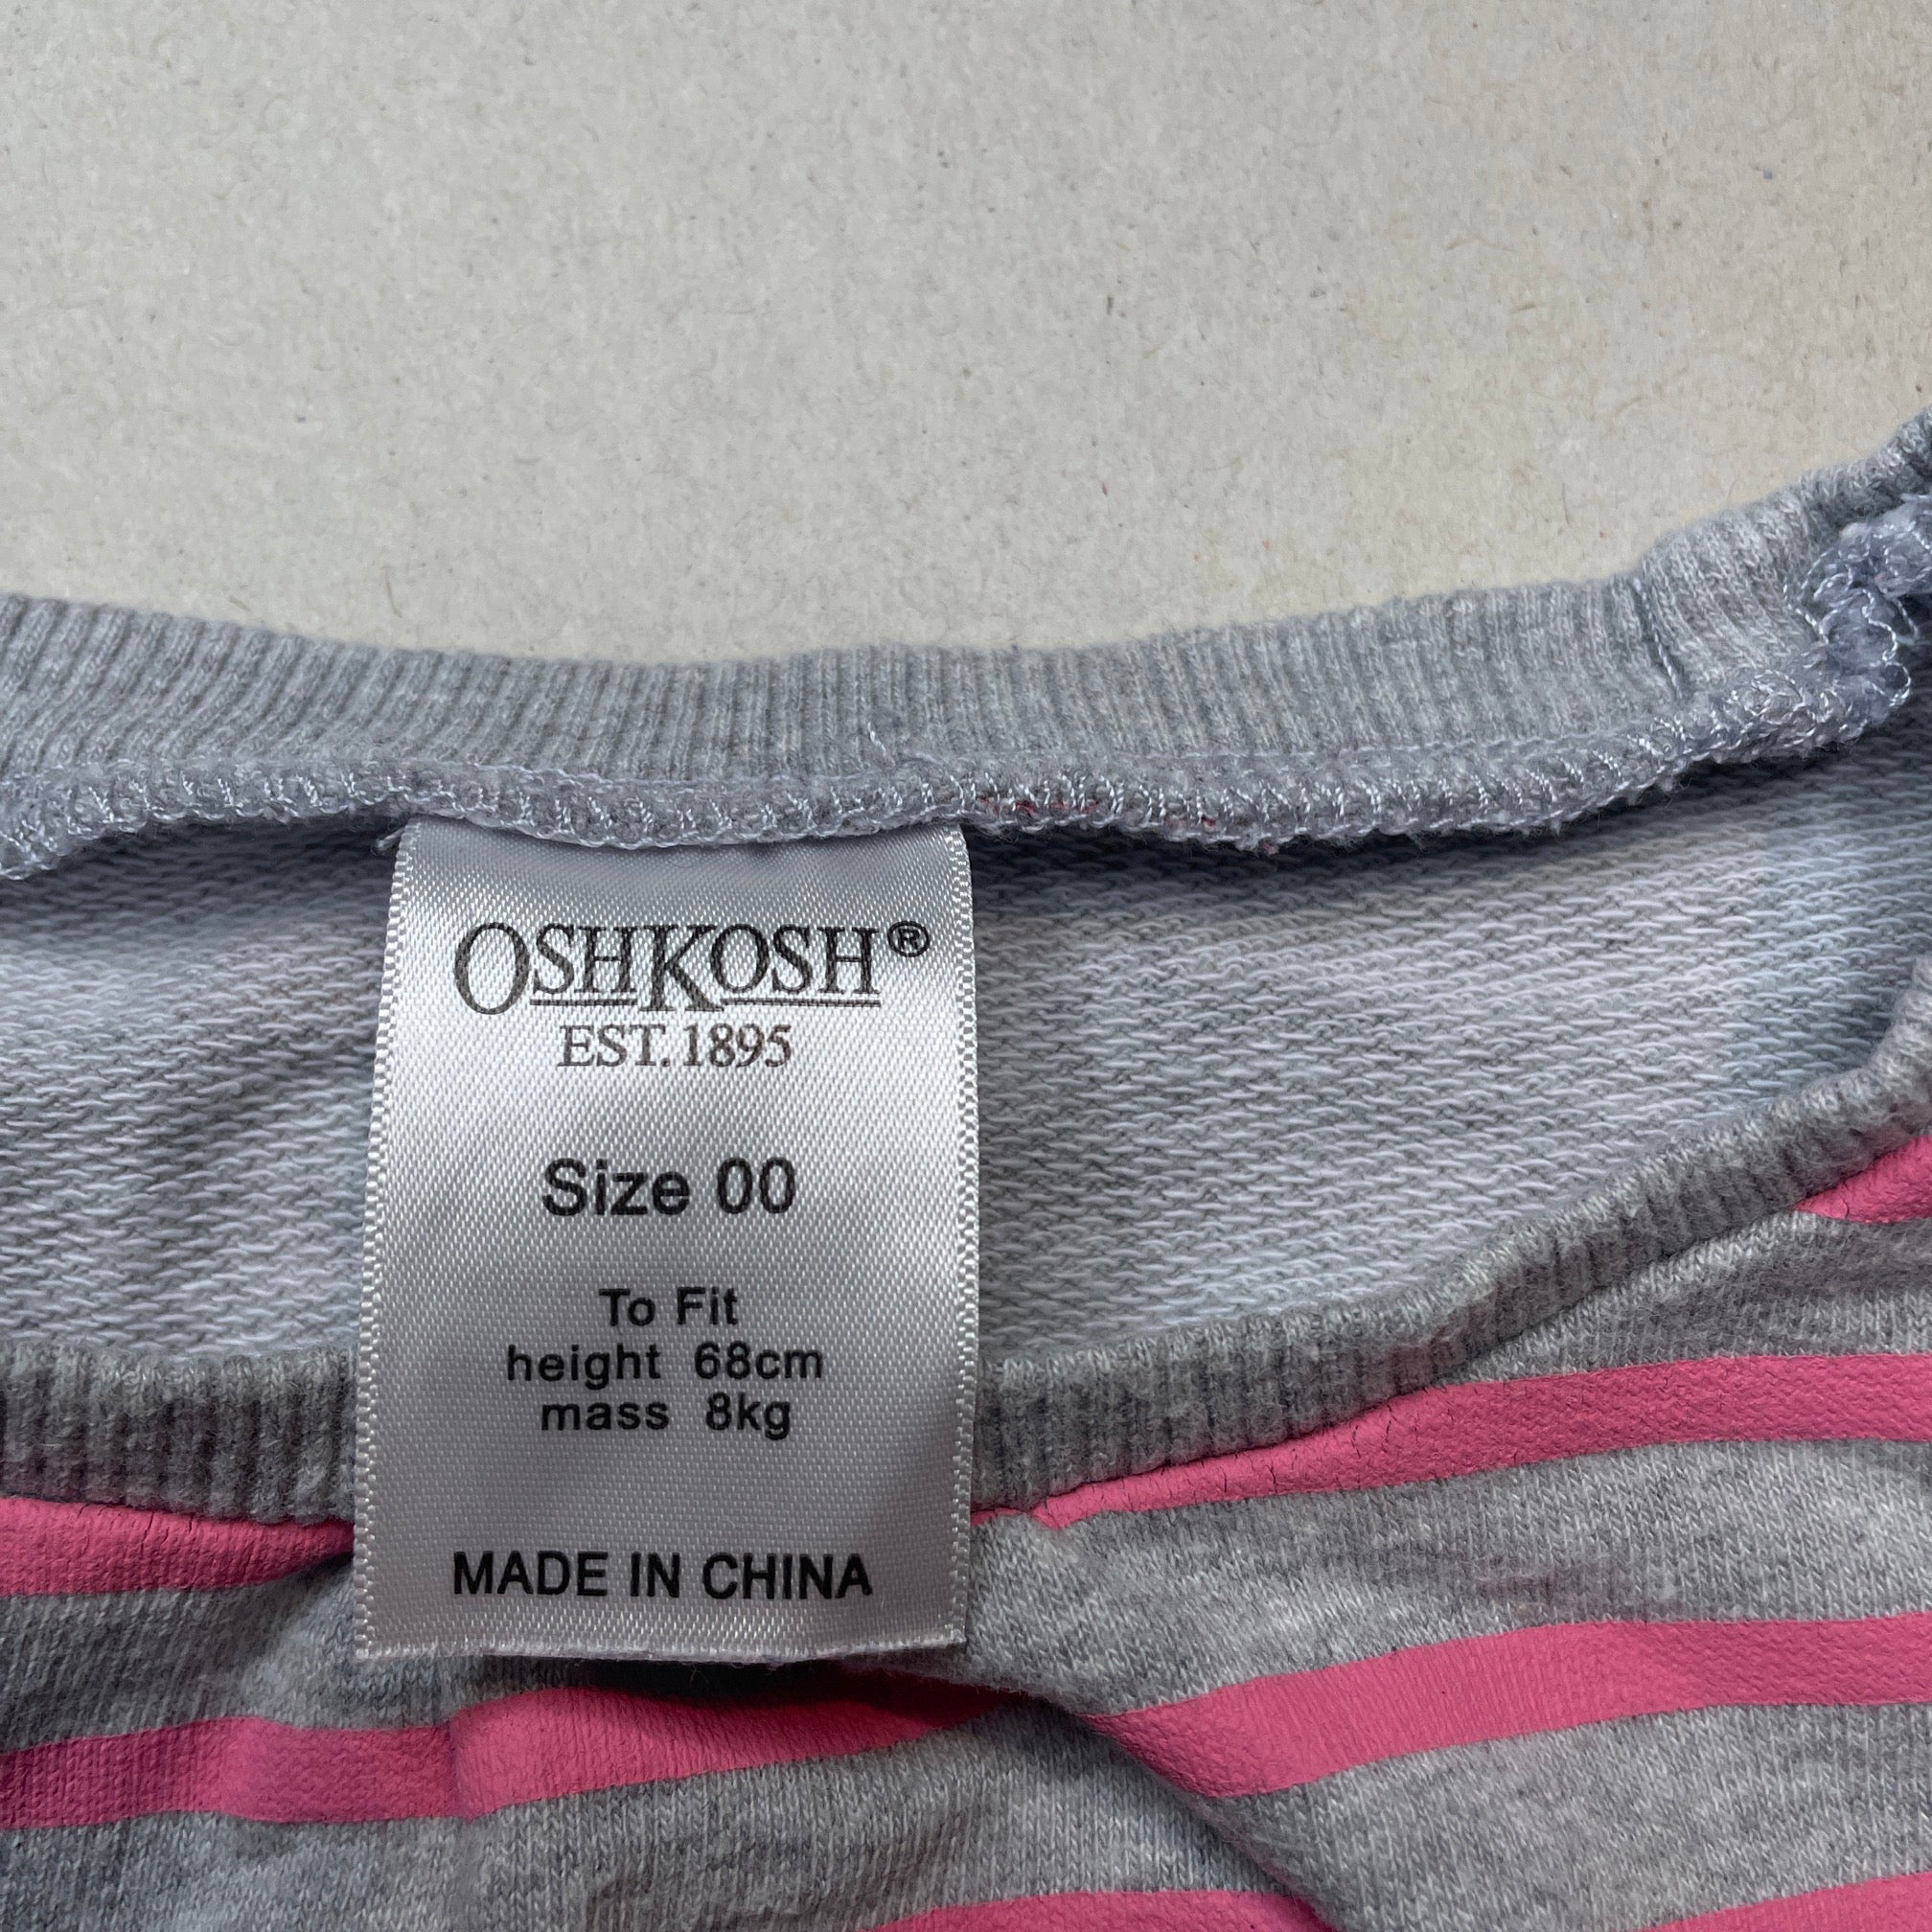 OSHKOSH®
EST. 1895
Size 00
To Fit
height 68cm
mass 8kg
MADE IN CHINA